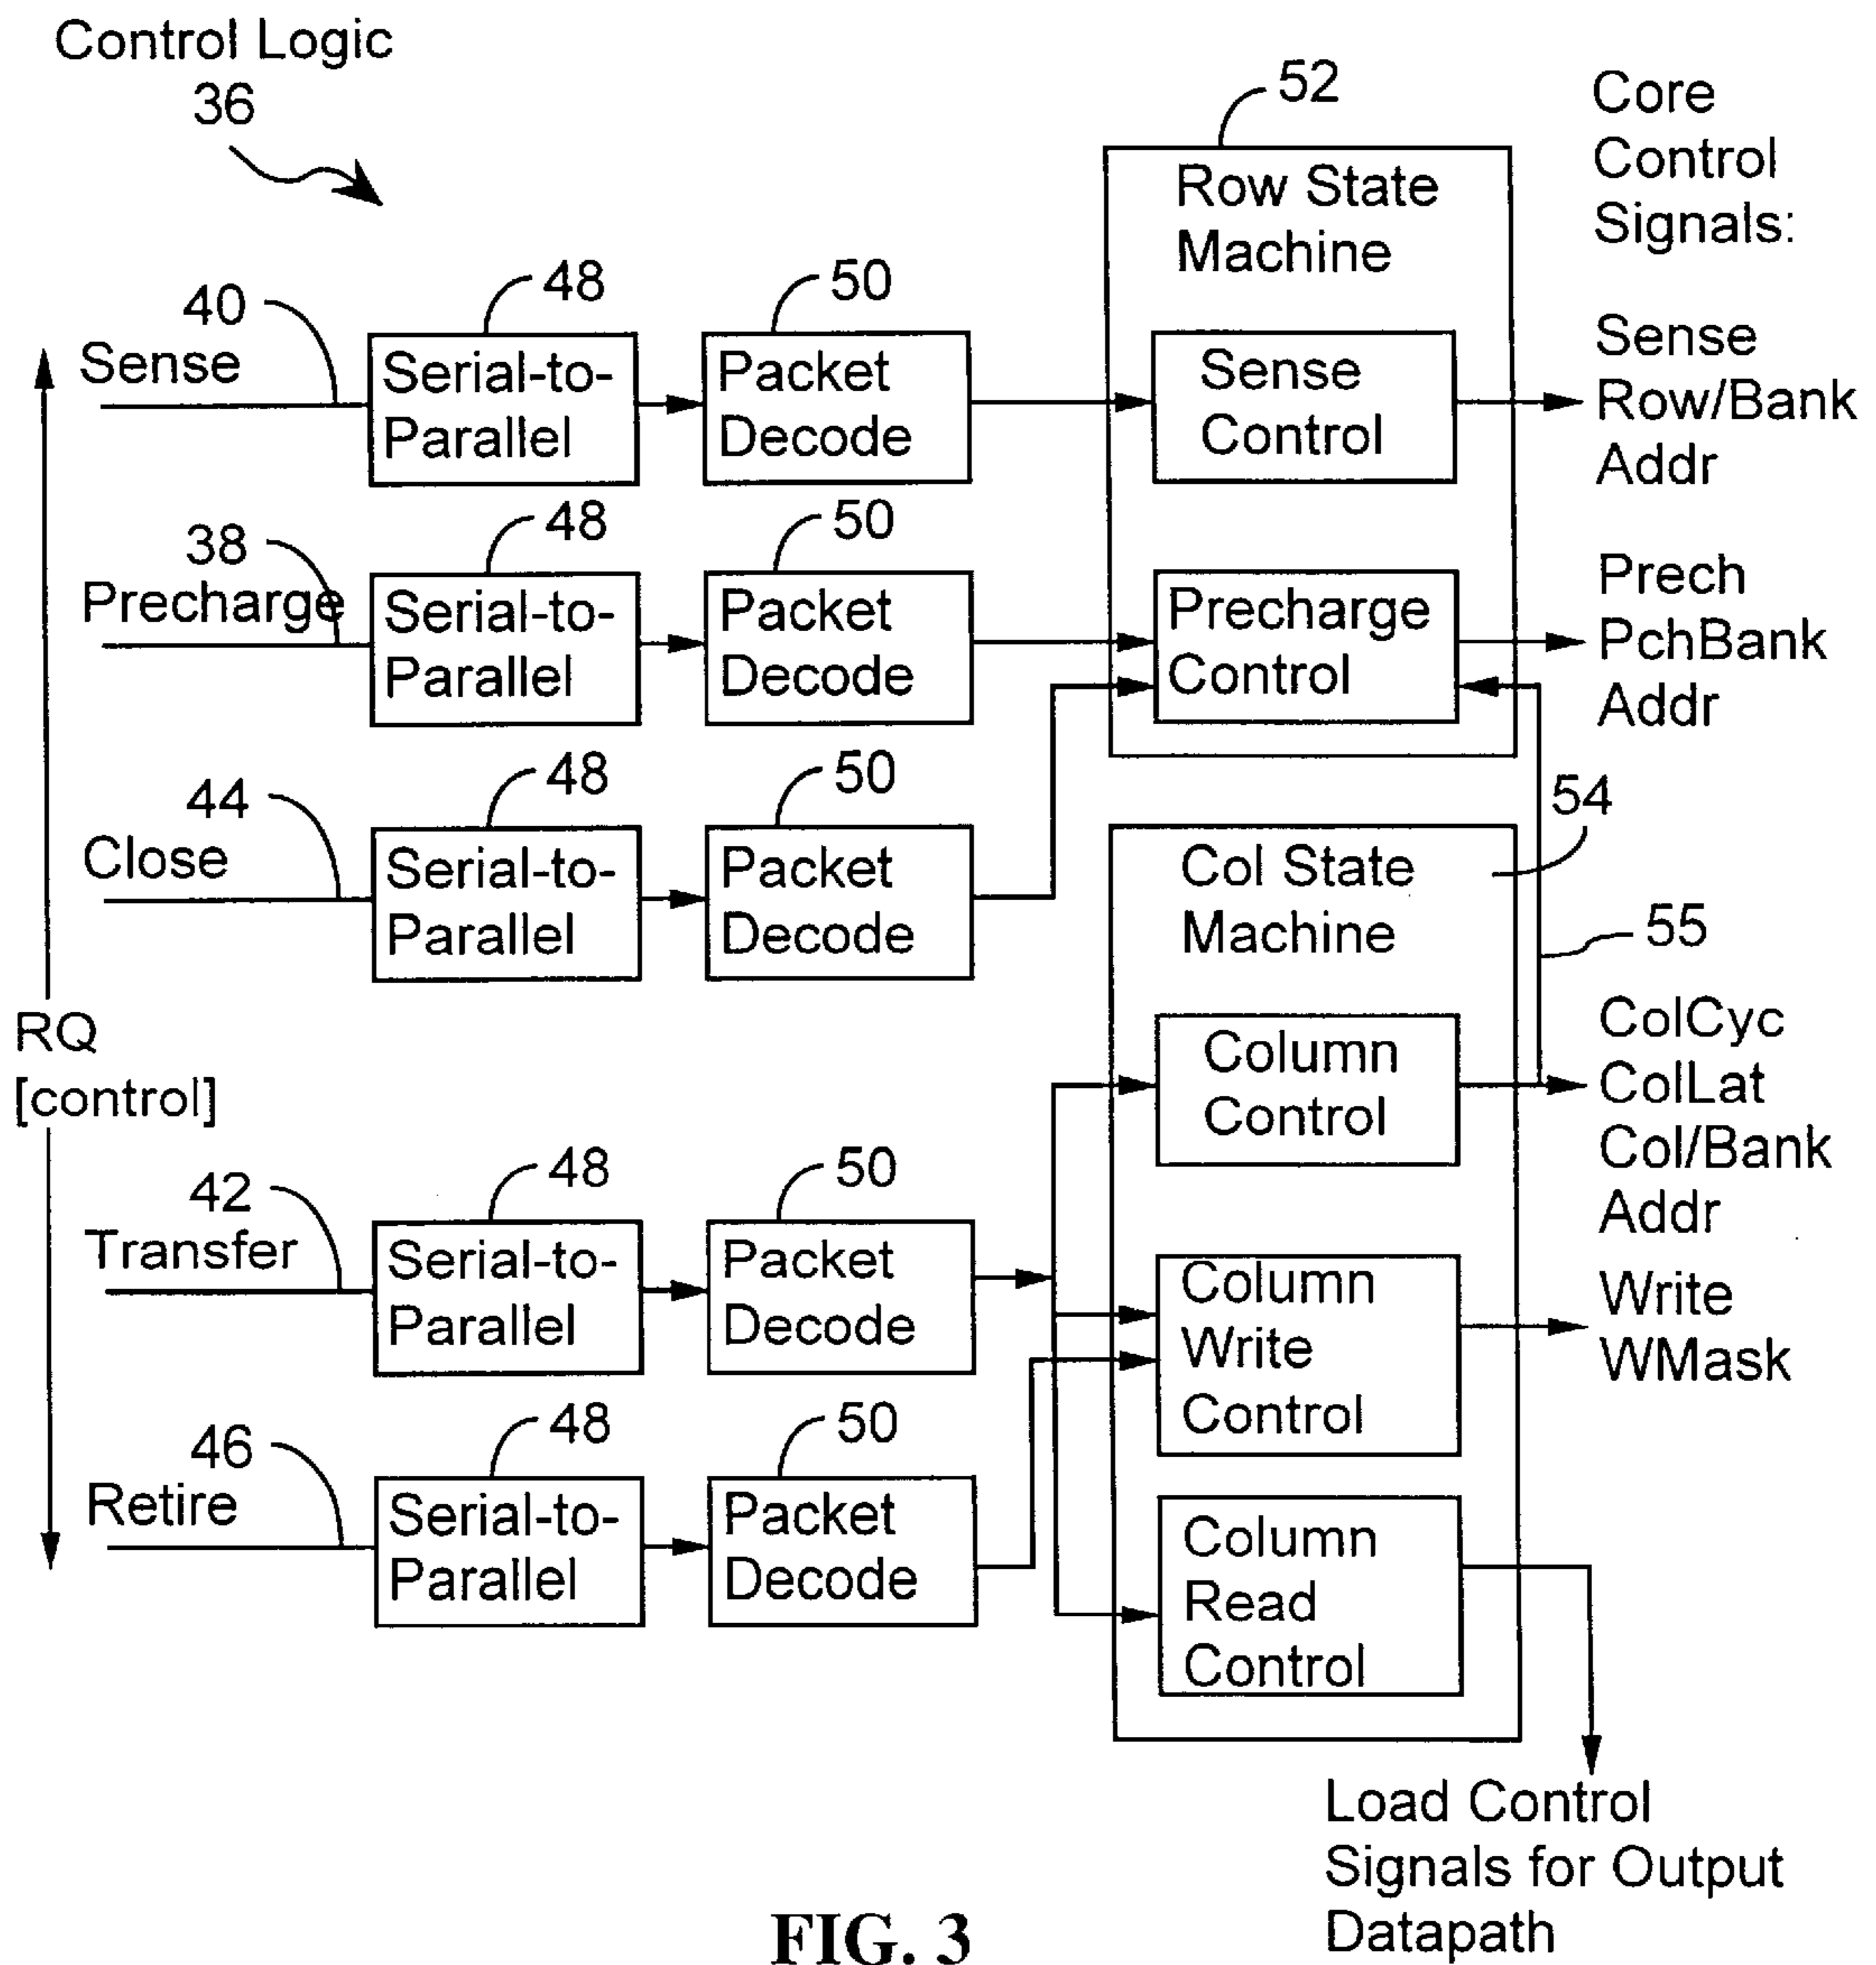 Control Logic
36
52
Core
Control
Signals:
Row State
Machine
40
Sense
48
Serial-to-
Parallel
50
Packet
Decode
Sense
Control
Sense
Row/Bank
Addr
38
Precharge
48
Serial-to-
Parallel
50
Packet
Decode
Precharge
Control
Prech
PchBank
Addr
44
Close
48
Serial-to-
Parallel
50
Packet
Decode
54
Col State
Machine
55
RQ
[control]
Column
Control
ColCyc
ColLat
Col/Bank
Addr
42
Transfer
48
Serial-to-
Parallel
50
Packet
Decode
Column
Write
Control
Write
WMask
46
Retire
48
Serial-to-
Parallel
50
Packet
Decode
Column
Read
Control
Load Control
Signals for Output
Datapath
FIG. 3